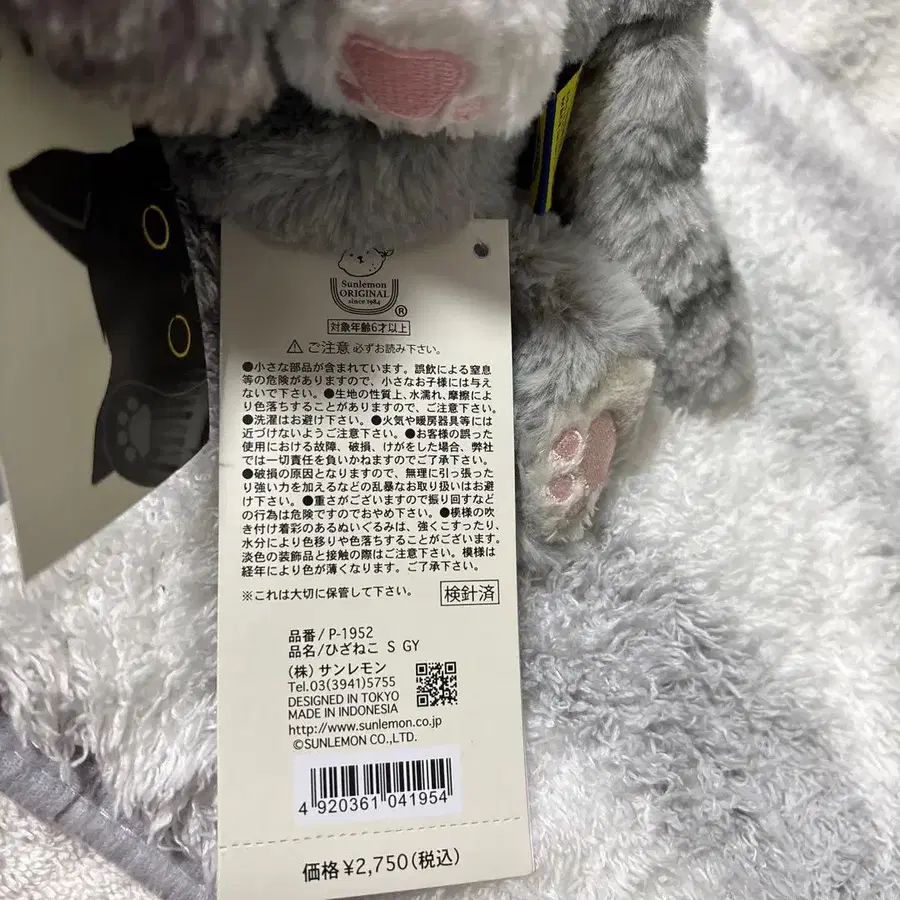 Sunlemon
ORIGINAL
since 1984
®
対象年齢6才以上
⚠ ご注意 必ずお読み下さい。
●小さな部品が含まれています。誤飲による窒息
等の危険がありますので、小さなお子様には与え
ないで下さい。●生地の性質上、水濡れ、摩擦によ
り色落ちすることがありますので、ご注意下さい。
●洗濯はお避け下さい。●火気や暖房器具等には
近づけないようご注意下さい。●お客様の誤った
使用における故障、破損、けがをした場合、弊社
では一切責任を負いかねますのでご了承下さい。
●破損の原因となりますので、無理に引っ張った
り強い力を加えるなどの乱暴なお取り扱いはお避
け下さい。●重さがございますので振り回すなど
の行為は危険ですのでおやめ下さい。●模様の吹
き付け着彩のあるぬいぐるみは、強くこすったり、
水分により色移りや色落ちすることがございます。
淡色の装飾品と接触の際はご注意下さい。模様は
経年により色が薄くなります。ご了承下さい。
※これは大切に保管して下さい。
検針済
品番/P-1952
品名/ひざねこ S GY
(株)サンレモン
Tel.03(3941)5755
DESIGNED IN TOKYO
MADE IN INDONESIA
http://www.sunlemon.co.jp
©SUNLEMON CO.,LTD.
4 920361 041954
価格¥2,750(税込)